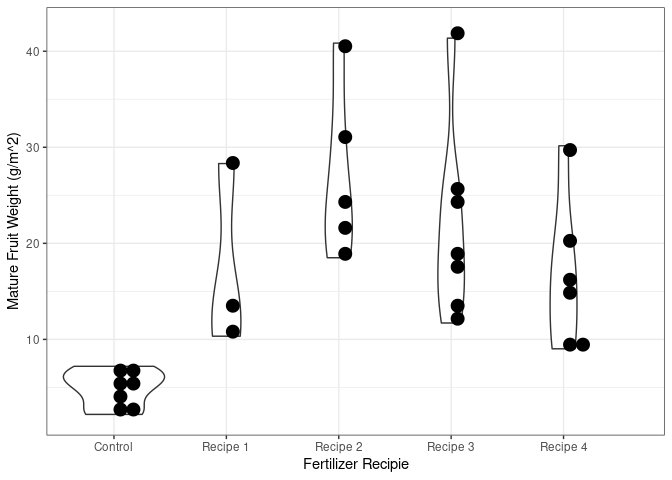 Mature Fruit Weight (g/m^2)
40
30
20
10
Control Recipe 1 Recipe 2 Recipe 3 Recipe 4
Fertilizer Recipie